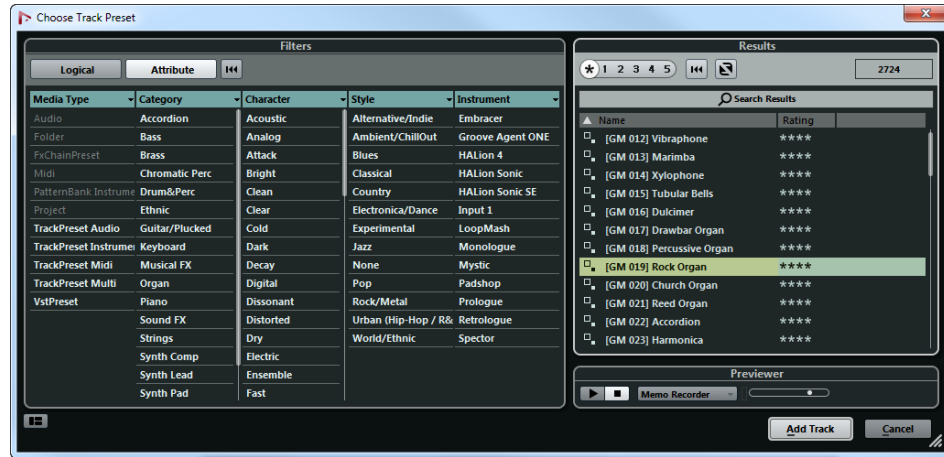 Choose Track Preset
Filters
Logical Attribute
Media Type Category Character Style Instrument
Audio Accordion Acoustic Alternative/Indie Embracer
Folder Bass Analog Ambient/ChillOut Groove Agent ONE
FxChainPreset Brass Attack Blues HALion 4
Midi Chromatic Perc Bright Classical HALion Sonic
PatternBank Instrume Drum&Perc Clean Country HALion Sonic SE
Project Ethnic Clear Electronica/Dance Input 1
TrackPreset Audio Guitar/Plucked Cold Experimental LoopMash
TrackPreset Instrumen Keyboard Dark Jazz Monologue
TrackPreset Midi Musical FX Decay None Mystic
TrackPreset Multi Organ Digital Pop Padshop
VstPreset Piano Dissonant Rock/Metal Prologue
Sound FX Distorted Urban (Hip-Hop / R& Retrologue
Strings Dry World/Ethnic Spector
Synth Comp Electric
Synth Lead Ensemble
Synth Pad Fast
Results
* 1 2 3 4 5 2724
Search Results
Name Rating
[GM 012] Vibraphone ****
[GM 013] Marimba ****
[GM 014] Xylophone ****
[GM 015] Tubular Bells ****
[GM 016] Dulcimer ****
[GM 017] Drawbar Organ ****
[GM 018] Percussive Organ ****
[GM 019] Rock Organ ****
[GM 020] Church Organ ****
[GM 021] Reed Organ ****
[GM 022] Accordion ****
[GM 023] Harmonica ****
Previewer
Memo Recorder
Add Track Cancel